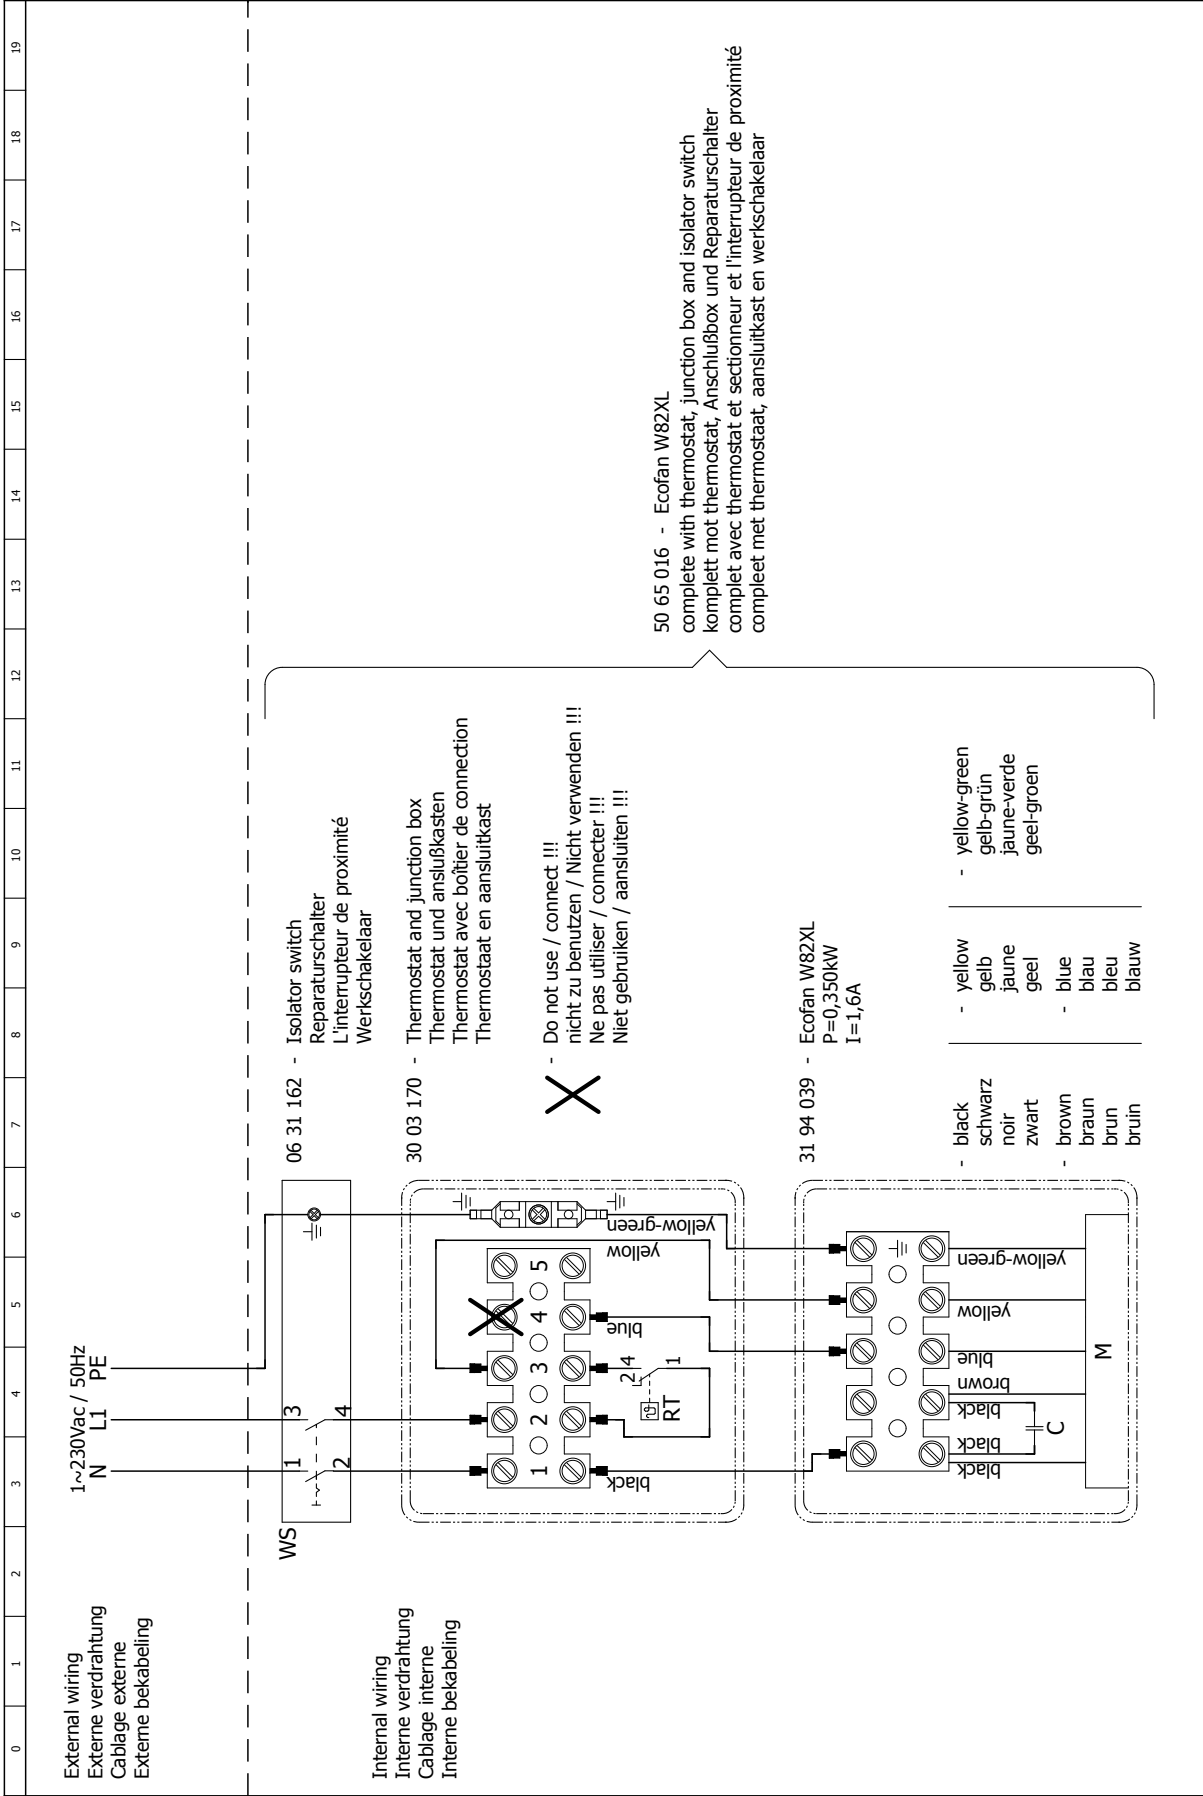 0 1 2 3 4 5 6 7 8 9 10 11 12 13 14 15 16 17 18 19
External wiring
Externe verdrahtung
Cablage externe
Externe bekabeling
1~230Vac / 50Hz
N L1 PE
Internal wiring
Interne verdrahtung
Cablage interne
Interne bekabeling
WS
1 3
2 4
06 31 162 - Isolator switch
Reparaturschalter
L'interrupteur de proximité
Werkschakelaar
30 03 170 - Thermostat and junction box
Thermostat und anslußkasten
Thermostat avec boîtier de connection
Thermostaat en aansluitkast
1 2 3 4 5
- Do not use / connect !!!
nicht zu benutzen / Nicht verwenden !!!
Ne pas utiliser / connecter !!!
Niet gebruiken / aansluiten !!!
black
blue
yellow
yellow-green
2 4
1
ϑ
RT
50 65 016 - Ecofan W82XL
complete with thermostat, junction box and isolator switch
komplett mot thermostat, Anschlußbox und Reparaturschalter
complet avec thermostat et sectionneur et l'interrupteur de proximité
compleet met thermostaat, aansluitkast en werkschakelaar
31 94 039 - Ecofan W82XL
P=0,350kW
I=1,6A
black
black
black
brown
blue
yellow
yellow-green
C
M
- black
schwarz
noir
zwart
- brown
braun
brun
bruin
- yellow
gelb
jaune
geel
- blue
blau
bleu
blauw
- yellow-green
gelb-grün
jaune-verde
geel-groen